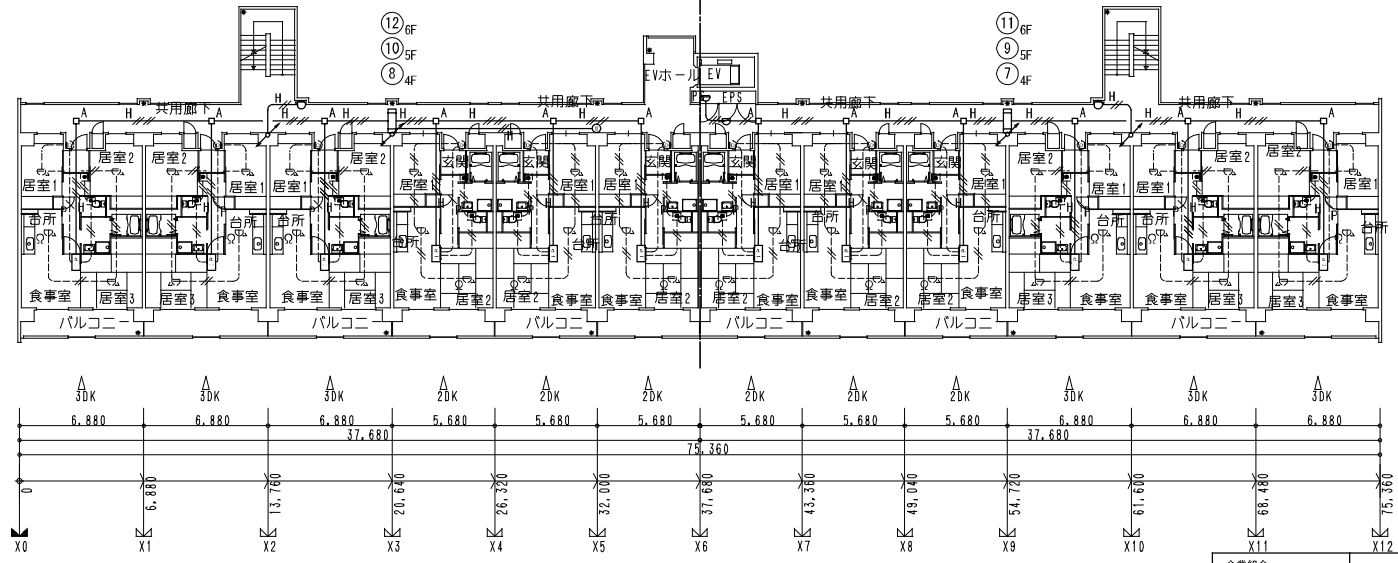 ⑫6F
⑩5F
⑧4F
⑪6F
⑨5F
⑦4F
EVホール EV
EPS
共用廊下 共用廊下 共用廊下 共用廊下
H H H H H H H H
A A A A A A A A A A A A
居室2 居室2 居室2 玄関 玄関 玄関 玄関 玄関 居室2 居室2 居室2
居室1 居室1 居室1 居室1 居室1 居室1 居室1 居室1 居室1 居室1 居室1
台所 台所 台所 台所 台所 台所 台所 台所 台所 台所 台所 台所
食事室 居室3 居室3 食事室 食事室 居室3 食事室 居室2 居室2 食事室 食事室 居室2 居室2 食事室 食事室 居室2 居室2 食事室 居室3 食事室 食事室 居室3 居室3 食事室
バルコニー バルコニー バルコニー バルコニー バルコニー バルコニー
3DK 3DK 3DK 2DK 2DK 2DK 2DK 2DK 2DK 3DK 3DK 3DK
6,880 6,880 6,880 5,680 5,680 5,680 5,680 5,680 5,680 6,880 6,880 6,880
37,680 37,680
75,360
0 6,880 13,760 20,640 26,320 32,000 37,680 43,360 49,040 54,720 61,600 68,480 75,360
X0 X1 X2 X3 X4 X5 X6 X7 X8 X9 X10 X11 X12